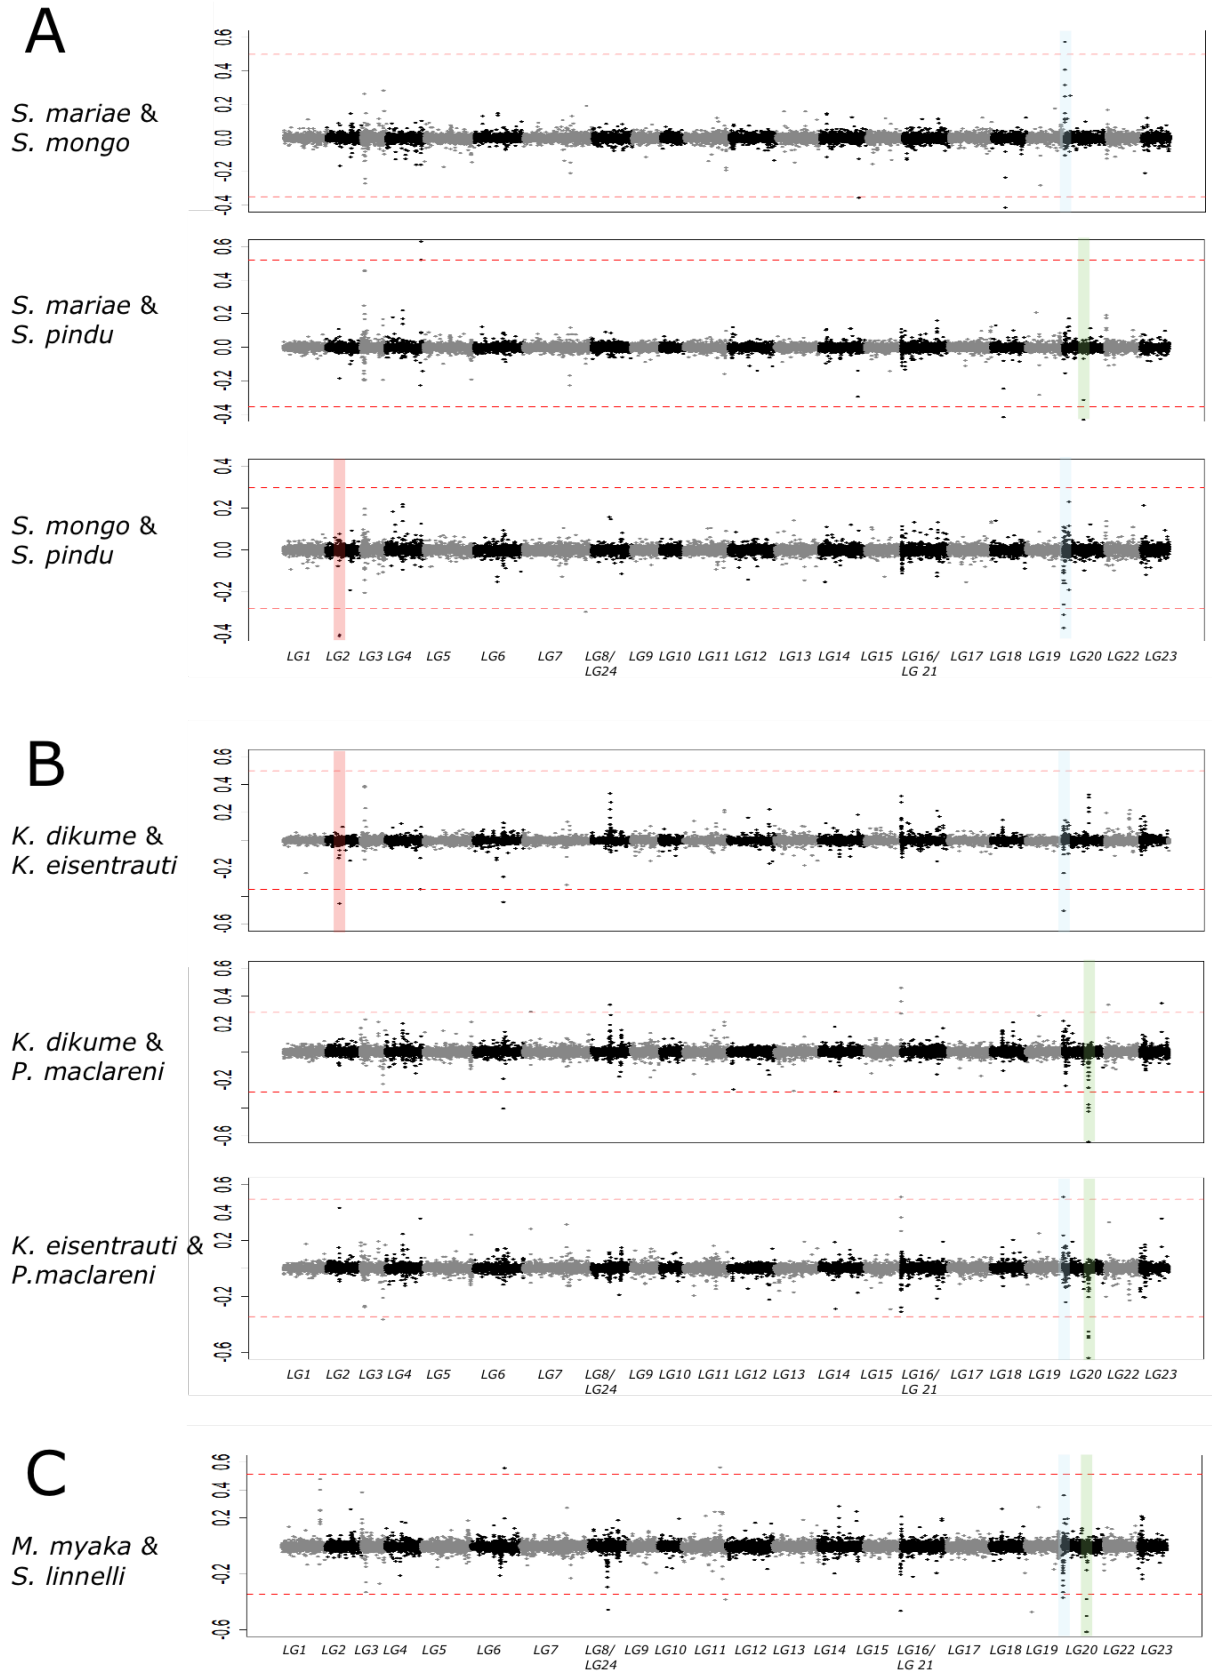 A
S. mariae &
S. mongo
0.6
0.4
0.2
0.0
-0.2
-0.4
S. mariae &
S. pindu
0.6
0.4
0.2
0.0
-0.2
-0.4
S. mongo &
S. pindu
0.4
0.2
0.0
-0.2
-0.4
LG1 LG2 LG3 LG4 LG5 LG6 LG7 LG8/ LG9 LG10 LG11 LG12 LG13 LG14 LG15 LG16/ LG17 LG18 LG19 LG20 LG22 LG23
LG24 LG 21
B
K. dikume &
K. eisentrauti
0.6
0.4
0.2
-0.2
-0.6
K. dikume &
P. maclareni
0.6
0.4
0.2
-0.2
-0.6
K. eisentrauti &
P.maclareni
0.6
0.4
0.2
-0.2
-0.6
LG1 LG2 LG3 LG4 LG5 LG6 LG7 LG8/ LG9 LG10 LG11 LG12 LG13 LG14 LG15 LG16/ LG17 LG18 LG19 LG20 LG22 LG23
LG24 LG 21
C
M. myaka &
S. linnelli
0.6
0.2
-0.2
-0.6
LG1 LG2 LG3 LG4 LG5 LG6 LG7 LG8/ LG9 LG10 LG11 LG12 LG13 LG14 LG15 LG16/ LG17 LG18 LG19 LG20 LG22 LG23
LG24 LG 21